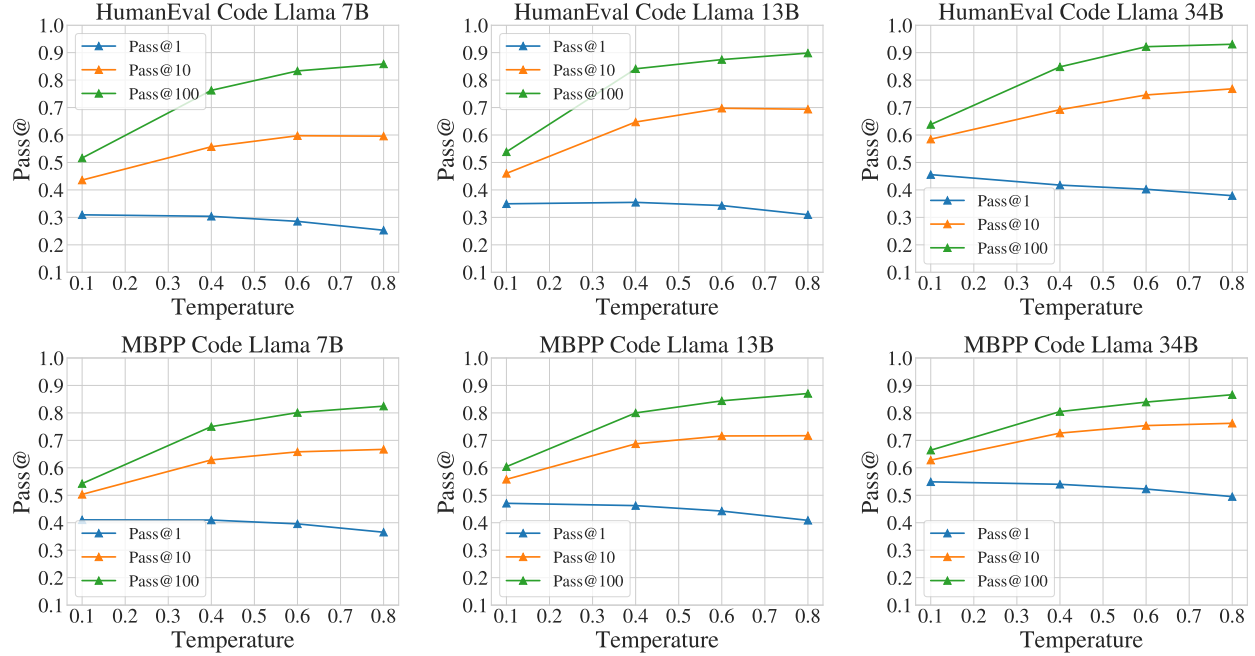 HumanEval Code Llama 7B
1.0
0.9
0.8
0.7
0.6
0.5
0.4
0.3
0.2
0.1
Pass@
Pass@1
Pass@10
Pass@100
0.1 0.2 0.3 0.4 0.5 0.6 0.7 0.8
Temperature
HumanEval Code Llama 13B
1.0
0.9
0.8
0.7
0.6
0.5
0.4
0.3
0.2
0.1
Pass@
Pass@1
Pass@10
Pass@100
0.1 0.2 0.3 0.4 0.5 0.6 0.7 0.8
Temperature
HumanEval Code Llama 34B
1.0
0.9
0.8
0.7
0.6
0.5
0.4
0.3
0.2
0.1
Pass@
Pass@1
Pass@10
Pass@100
0.1 0.2 0.3 0.4 0.5 0.6 0.7 0.8
Temperature
MBPP Code Llama 7B
1.0
0.9
0.8
0.7
0.6
0.5
0.4
0.3
0.2
0.1
Pass@
Pass@1
Pass@10
Pass@100
0.1 0.2 0.3 0.4 0.5 0.6 0.7 0.8
Temperature
MBPP Code Llama 13B
1.0
0.9
0.8
0.7
0.6
0.5
0.4
0.3
0.2
0.1
Pass@
Pass@1
Pass@10
Pass@100
0.1 0.2 0.3 0.4 0.5 0.6 0.7 0.8
Temperature
MBPP Code Llama 34B
1.0
0.9
0.8
0.7
0.6
0.5
0.4
0.3
0.2
0.1
Pass@
Pass@1
Pass@10
Pass@100
0.1 0.2 0.3 0.4 0.5 0.6 0.7 0.8
Temperature